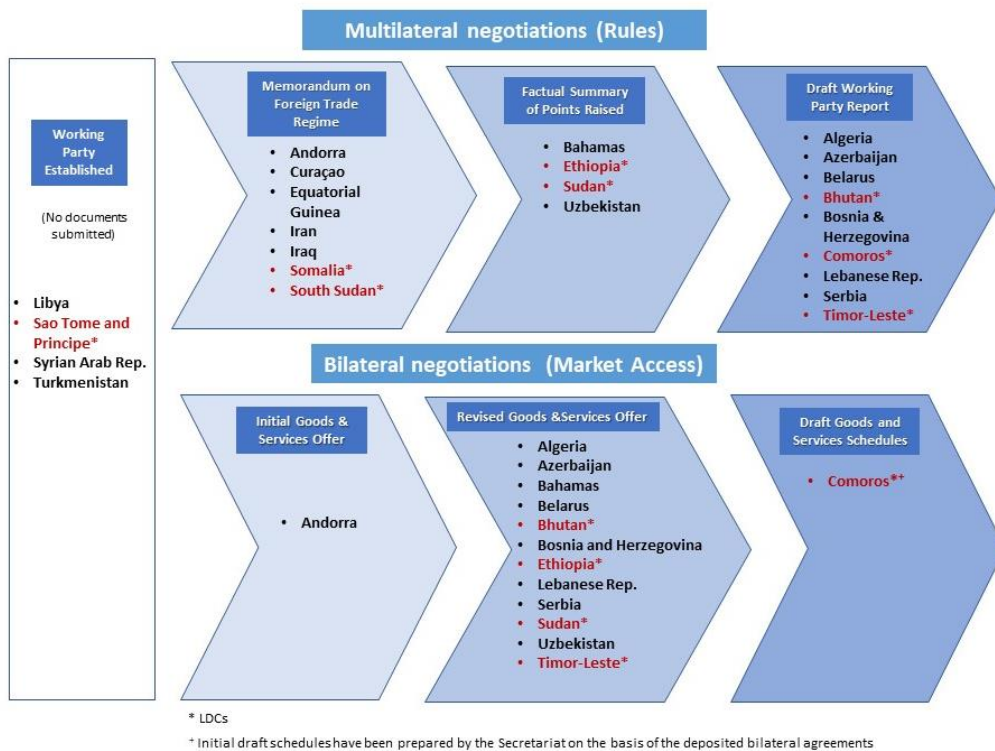 Multilateral negotiations (Rules)
Working
Party
Established
(No documents
submitted)
• Libya
• Sao Tome and
Principe*
• Syrian Arab Rep.
• Turkmenistan
Memorandum on
Foreign Trade
Regime
• Andorra
• Curaçao
• Equatorial
Guinea
• Iran
• Iraq
• Somalia*
• South Sudan*
Factual Summary
of Points Raised
• Bahamas
• Ethiopia*
• Sudan*
• Uzbekistan
Draft Working
Party Report
• Algeria
• Azerbaijan
• Belarus
• Bhutan*
• Bosnia &
Herzegovina
• Comoros*
• Lebanese Rep.
• Serbia
• Timor-Leste*
Bilateral negotiations (Market Access)
Initial Goods &
Services Offer
• Andorra
Revised Goods &Services Offer
• Algeria
• Azerbaijan
• Bahamas
• Belarus
• Bhutan*
• Bosnia and Herzegovina
• Ethiopia*
• Lebanese Rep.
• Serbia
• Sudan*
• Uzbekistan
• Timor-Leste*
Draft Goods and
Services Schedules
• Comoros*⁺
* LDCs
⁺ Initial draft schedules have been prepared by the Secretariat on the basis of the deposited bilateral agreements